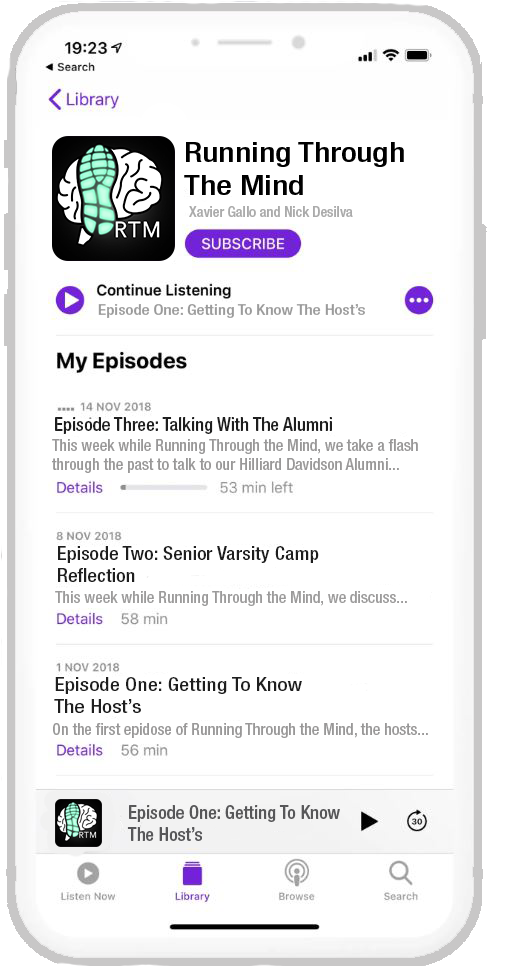 19:23
Search
Library
RTM
Running Through
The Mind
Xavier Gallo and Nick Desilva
SUBSCRIBE
Continue Listening
Episode One: Getting To Know The Host's
My Episodes
14 NOV 2018
Episode Three: Talking With The Alumni
This week while Running Through the Mind, we take a flash
through the past to talk to our Hilliard Davidson Alumni...
Details 53 min left
8 NOV 2018
Episode Two: Senior Varsity Camp
Reflection
This week while Running Through the Mind, we discuss...
Details 58 min
1 NOV 2018
Episode One: Getting To Know
The Host's
On the first epidose of Running Through the Mind, the hosts...
Details 56 min
RTM
Episode One: Getting To Know
The Host's
30
Listen Now Library Browse Search